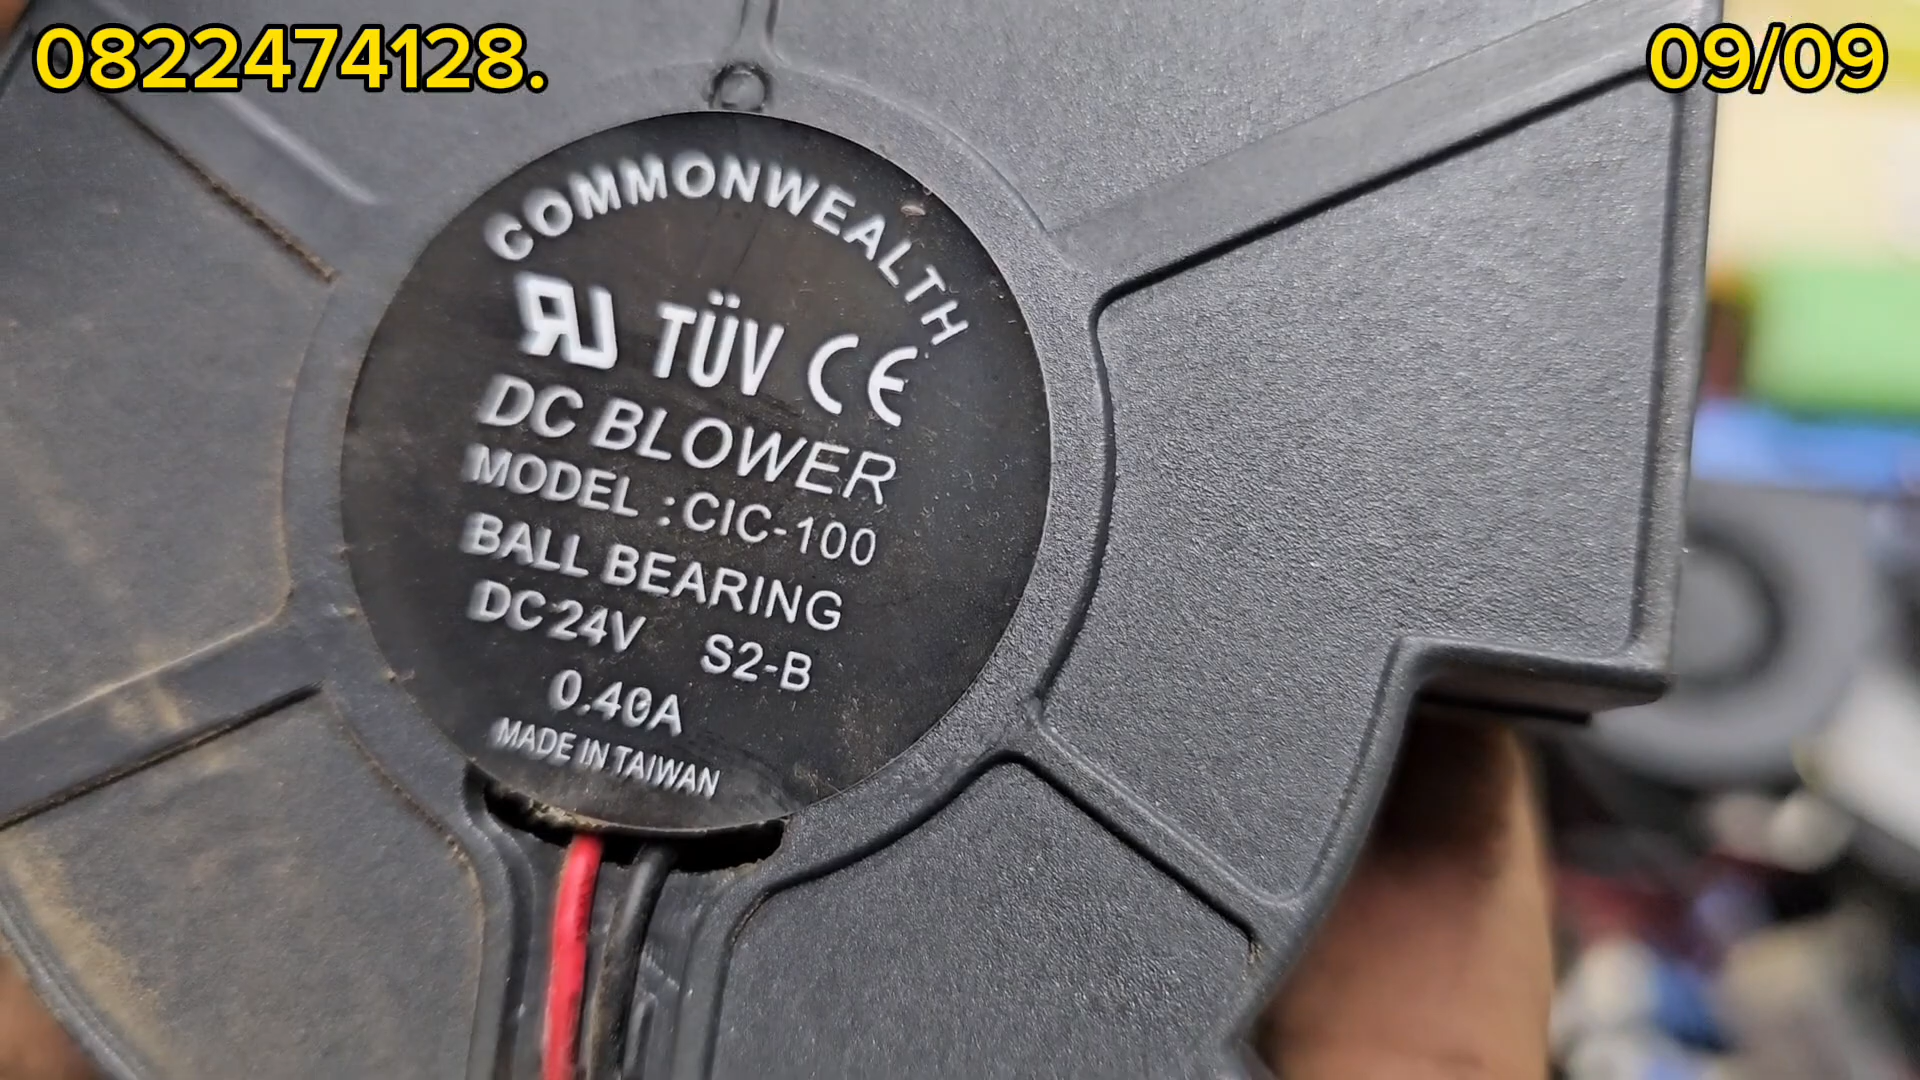 0822474128.
09/09
COMMONWEALTH
RU TÜV CE
DC BLOWER
MODEL : CIC-100
BALL BEARING
DC 24V S2-B
0.40A
MADE IN TAIWAN